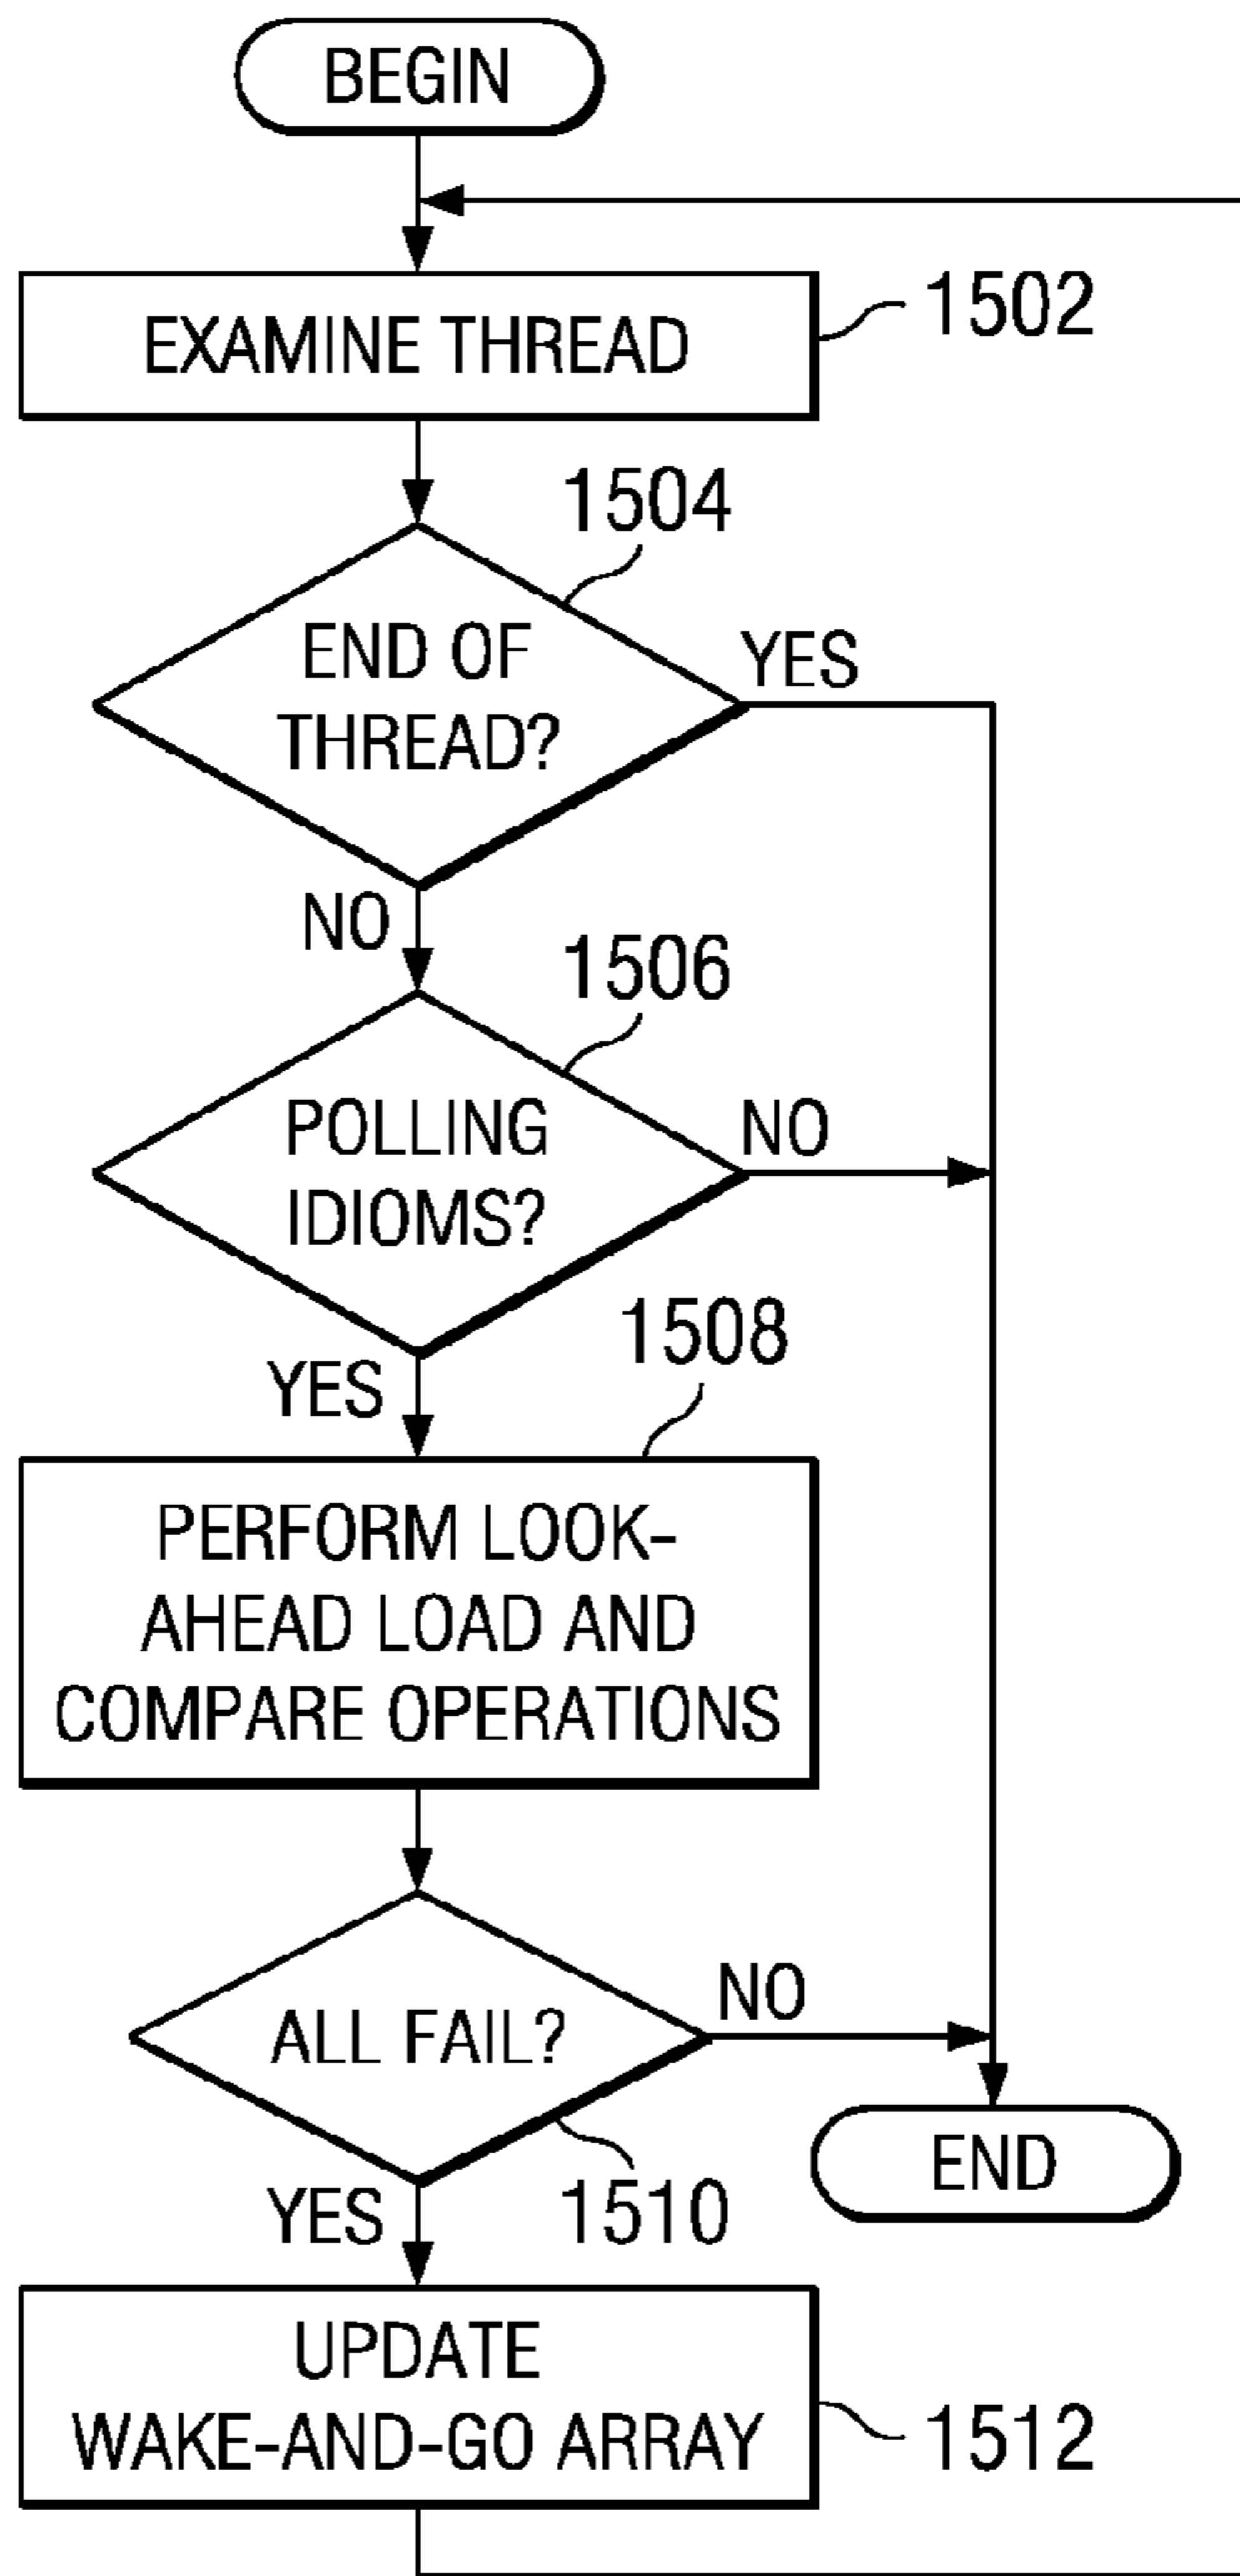 BEGIN
EXAMINE THREAD
1502
1504
END OF
THREAD?
YES
NO
1506
POLLING
IDIOMS?
NO
YES
1508
PERFORM LOOK-
AHEAD LOAD AND
COMPARE OPERATIONS
ALL FAIL?
NO
1510
YES
END
UPDATE
WAKE-AND-GO ARRAY
1512